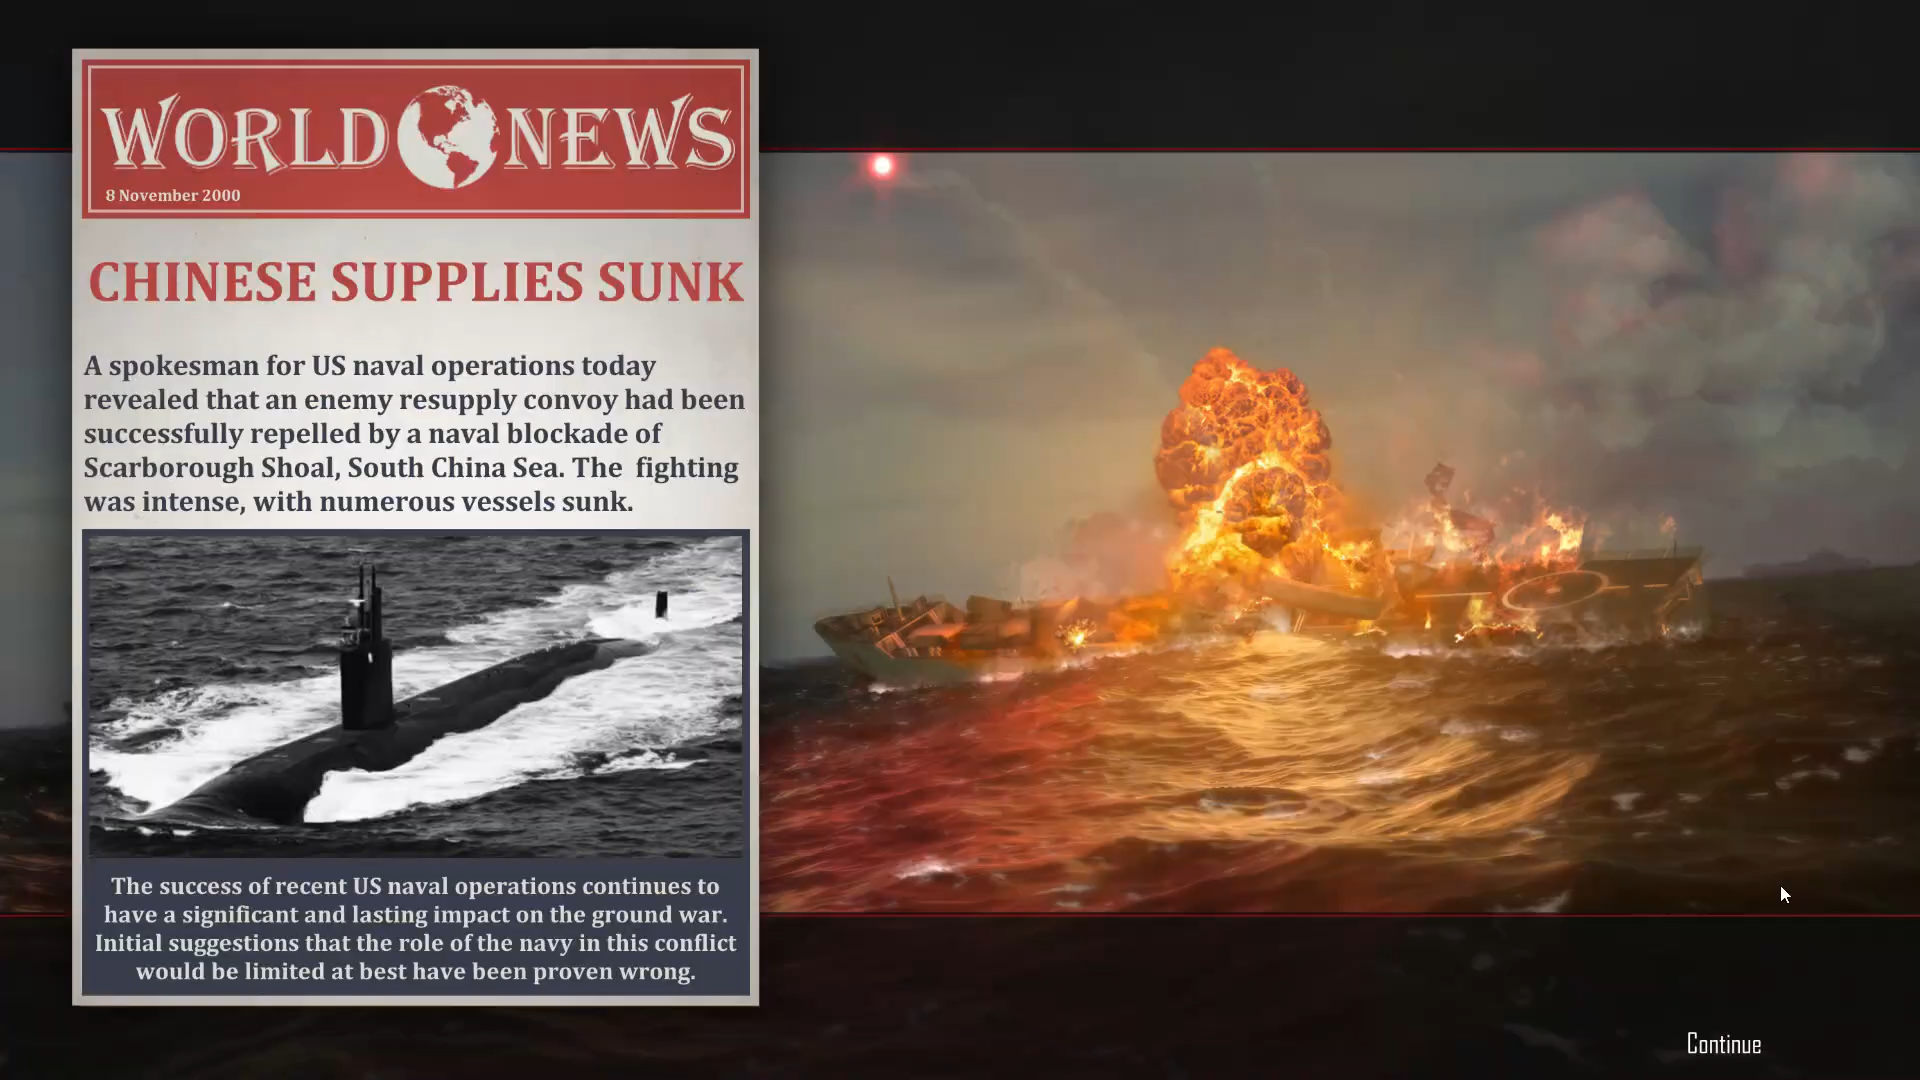 WORLD NEWS
8 November 2000
CHINESE SUPPLIES SUNK
A spokesman for US naval operations today
revealed that an enemy resupply convoy had been
successfully repelled by a naval blockade of
Scarborough Shoal, South China Sea. The  fighting
was intense, with numerous vessels sunk.
The success of recent US naval operations continues to
have a significant and lasting impact on the ground war.
Initial suggestions that the role of the navy in this conflict
would be limited at best have been proven wrong.
Continue